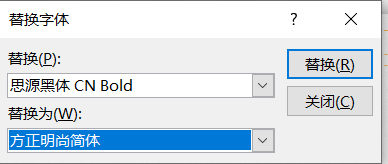 替换字体
?
替换(P):
思源黑体 CN Bold
替换(R)
替换为(W):
关闭(C)
方正明尚简体